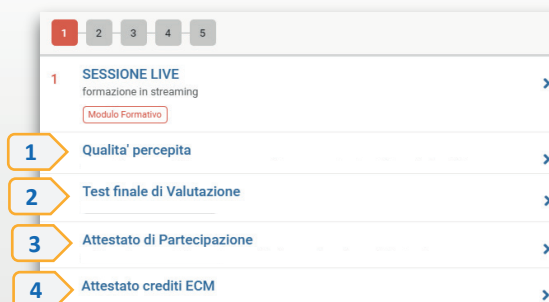 1 2 3 4 5
1 SESSIONE LIVE
formazione in streaming
Modulo Formativo
1 Qualita' percepita
2 Test finale di Valutazione
3 Attestato di Partecipazione
4 Attestato crediti ECM